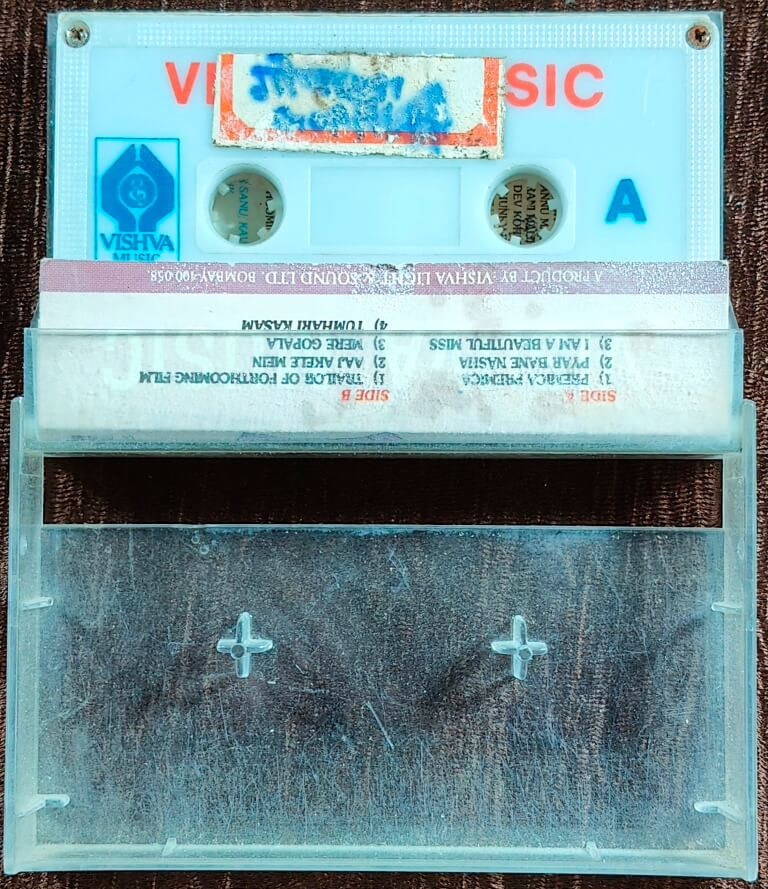 SIC
A
VISHVA
MUSIC
SIDE A
1) PREMICA PREMICA
2) PYAR BANE NASHA
3) I AM A BEAUTIFUL MISS
SIDE B
1) TRAILOR OF FORTHCOMING FILM
2) AAJ AKELE MEIN
3) MERE GOPALA
4) TUMHARI KASAM
A PRODUCT BY: VISHVA LIGHT & SOUND LTD. BOMBAY-400 058.